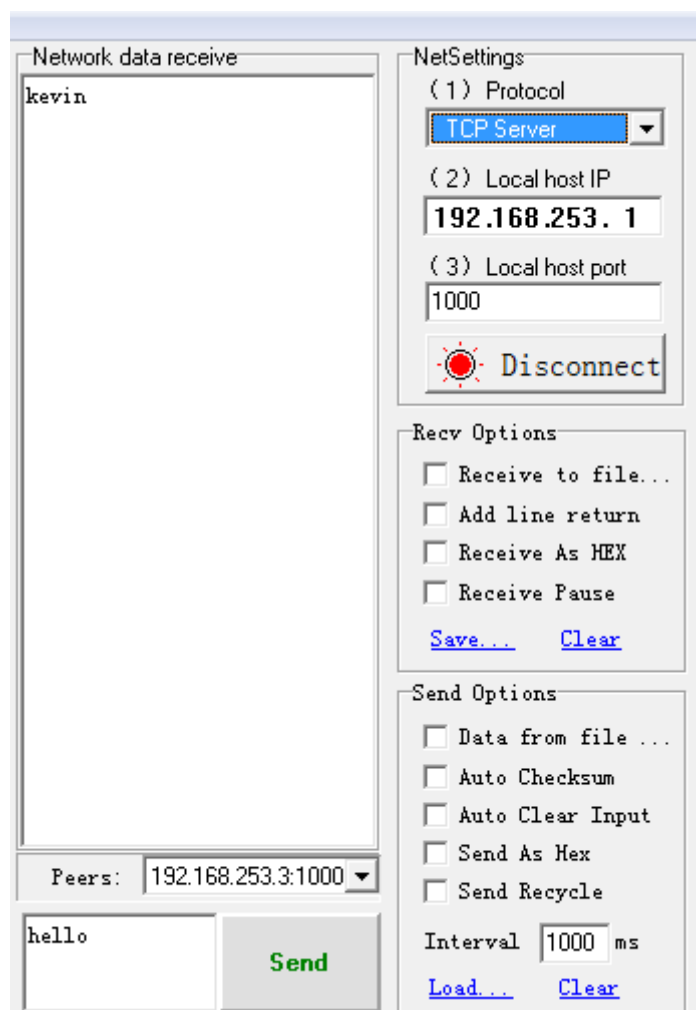 Network data receive
kevin
Peers: 192.168.253.3:1000
hello
Send
NetSettings
(1) Protocol
TCP Server
(2) Local host IP
192.168.253. 1
(3) Local host port
1000
Disconnect
Recv Options
Receive to file...
Add line return
Receive As HEX
Receive Pause
Save... Clear
Send Options
Data from file ...
Auto Checksum
Auto Clear Input
Send As Hex
Send Recycle
Interval 1000 ms
Load... Clear